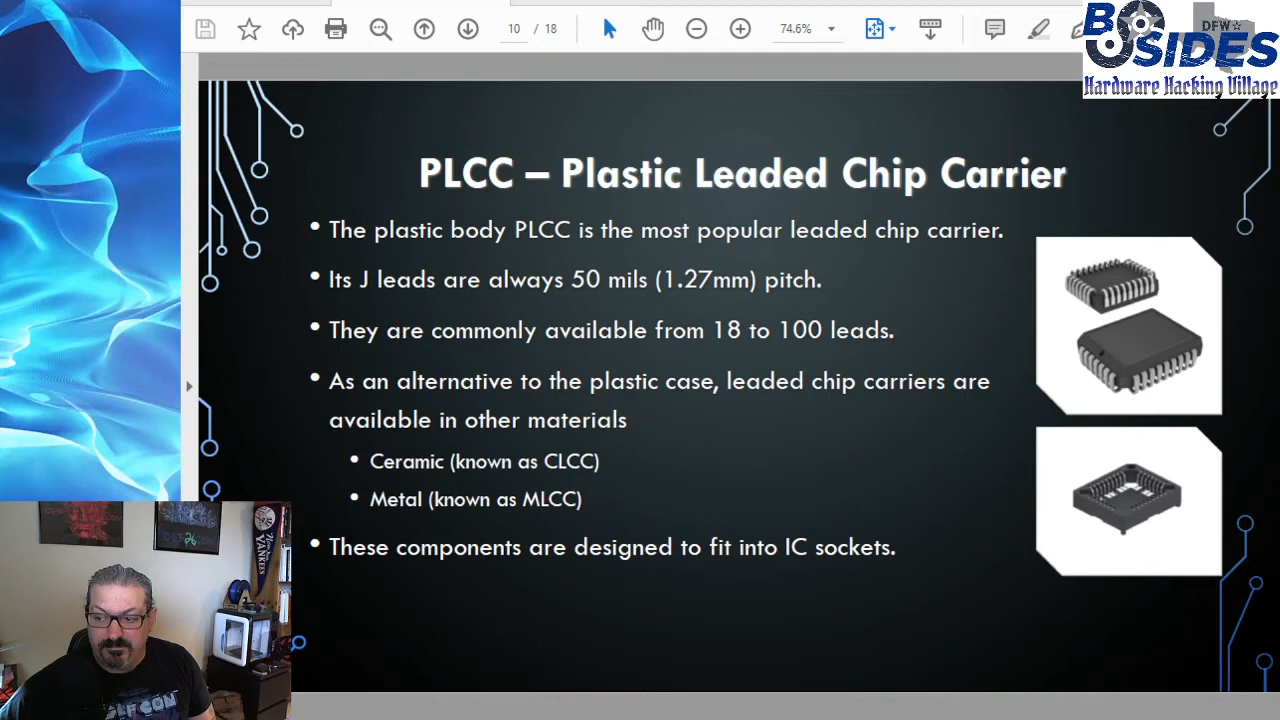 10 / 18
74.6%
BSIDES
DFW
Hardware Hacking Village
PLCC – Plastic Leaded Chip Carrier
• The plastic body PLCC is the most popular leaded chip carrier.
• Its J leads are always 50 mils (1.27mm) pitch.
• They are commonly available from 18 to 100 leads.
• As an alternative to the plastic case, leaded chip carriers are
available in other materials
• Ceramic (known as CLCC)
• Metal (known as MLCC)
• These components are designed to fit into IC sockets.
YANKEES